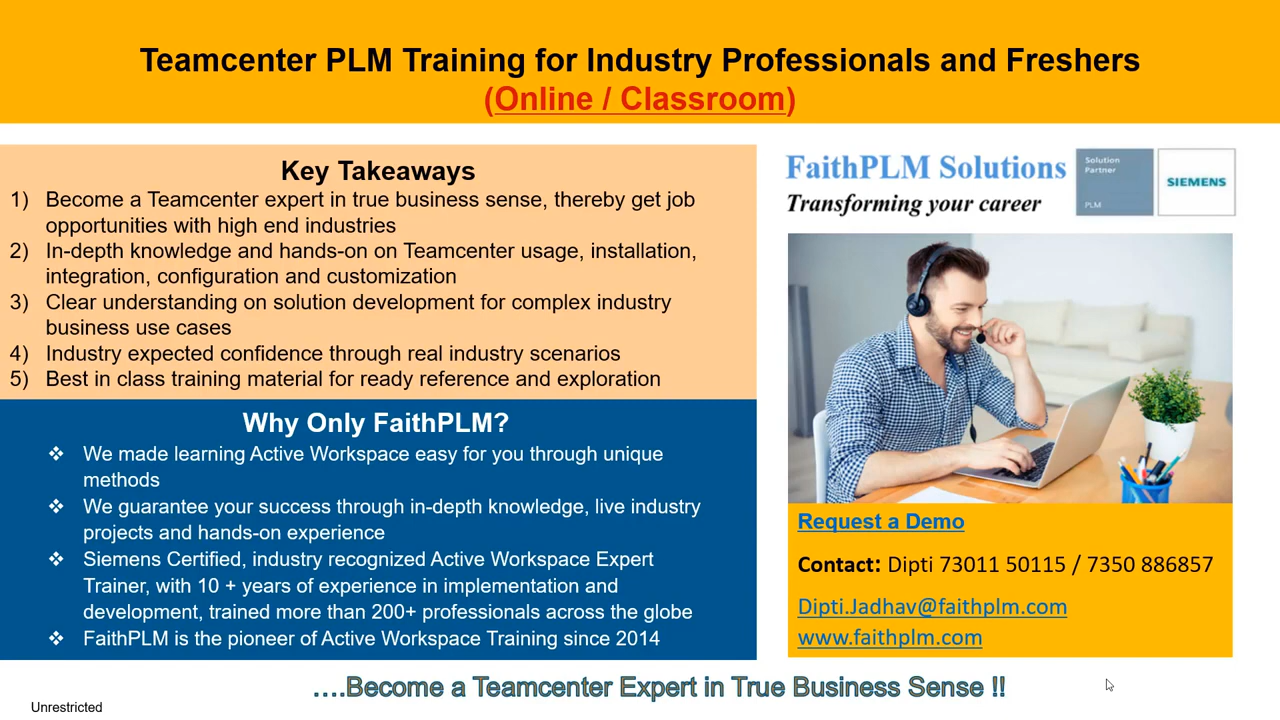 Teamcenter PLM Training for Industry Professionals and Freshers
(Online / Classroom)
Key Takeaways
1) Become a Teamcenter expert in true business sense, thereby get job
opportunities with high end industries
2) In-depth knowledge and hands-on on Teamcenter usage, installation,
integration, configuration and customization
3) Clear understanding on solution development for complex industry
business use cases
4) Industry expected confidence through real industry scenarios
5) Best in class training material for ready reference and exploration
Why Only FaithPLM?
❖ We made learning Active Workspace easy for you through unique
methods
❖ We guarantee your success through in-depth knowledge, live industry
projects and hands-on experience
❖ Siemens Certified, industry recognized Active Workspace Expert
Trainer, with 10 + years of experience in implementation and
development, trained more than 200+ professionals across the globe
❖ FaithPLM is the pioneer of Active Workspace Training since 2014
FaithPLM Solutions
Transforming your career
Solution
Partner
PLM
SIEMENS
Request a Demo
Contact: Dipti 73011 50115 / 7350 886857
Dipti.Jadhav@faithplm.com
www.faithplm.com
....Become a Teamcenter Expert in True Business Sense !!
Unrestricted